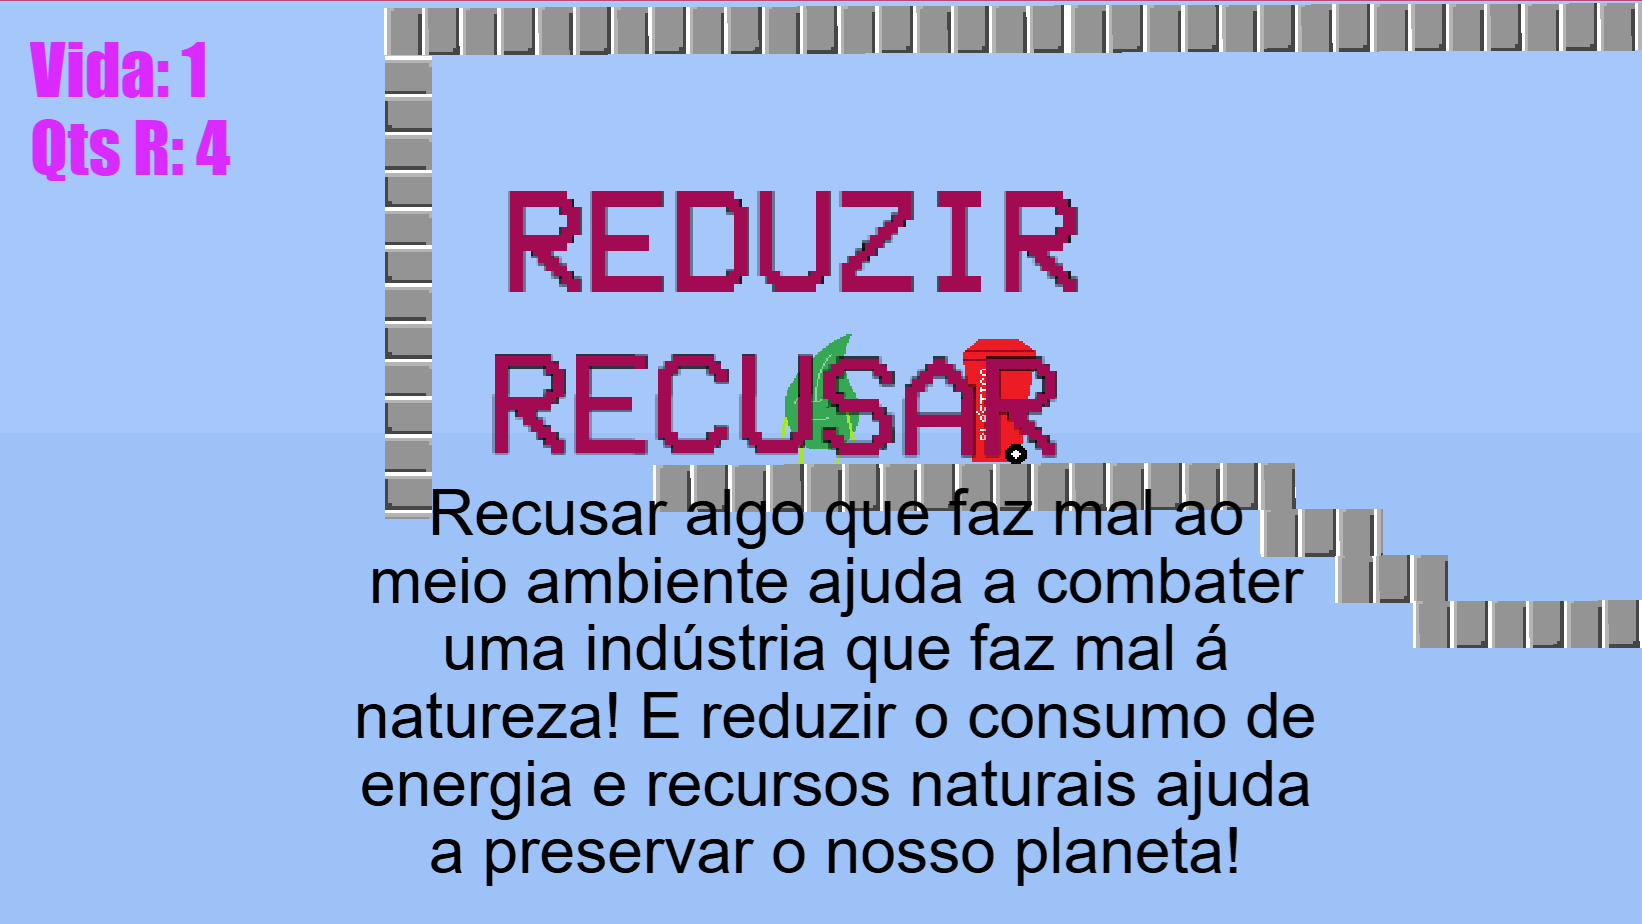 Vida: 1
Qts R: 4
REDUZIR
RECUSAR
PLASTICO
Recusar algo que faz mal ao
meio ambiente ajuda a combater
uma indústria que faz mal á
natureza! E reduzir o consumo de
energia e recursos naturais ajuda
a preservar o nosso planeta!